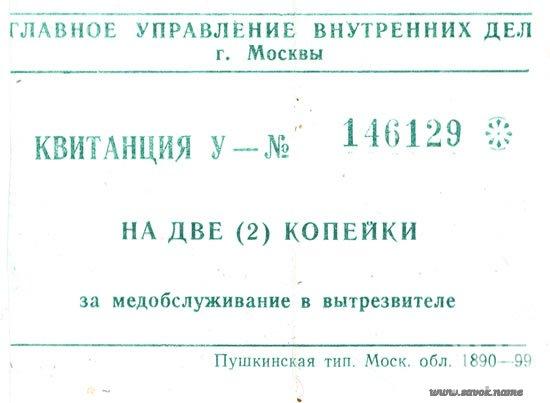 ГЛАВНОЕ УПРАВЛЕНИЕ ВНУТРЕННИХ ДЕЛ
г. Москвы
КВИТАНЦИЯ У — № 146129
НА ДВЕ (2) КОПЕЙКИ
за медобслуживание в вытрезвителе
Пушкинская тип. Моск. обл. 1890—99
www.savok.name